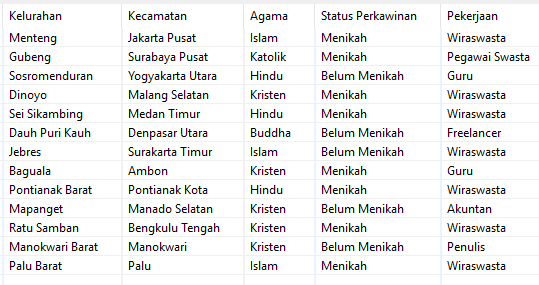 Kelurahan Kecamatan Agama Status Perkawinan Pekerjaan
Menteng Jakarta Pusat Islam Menikah Wiraswasta
Gubeng Surabaya Pusat Katolik Menikah Pegawai Swasta
Sosromenduran Yogyakarta Utara Hindu Belum Menikah Guru
Dinoyo Malang Selatan Kristen Menikah Wiraswasta
Sei Sikambing Medan Timur Hindu Menikah Wiraswasta
Dauh Puri Kauh Denpasar Utara Buddha Belum Menikah Freelancer
Jebres Surakarta Timur Islam Belum Menikah Wiraswasta
Baguala Ambon Kristen Menikah Guru
Pontianak Barat Pontianak Kota Hindu Menikah Wiraswasta
Mapanget Manado Selatan Kristen Belum Menikah Akuntan
Ratu Samban Bengkulu Tengah Kristen Menikah Wiraswasta
Manokwari Barat Manokwari Kristen Belum Menikah Penulis
Palu Barat Palu Islam Menikah Wiraswasta